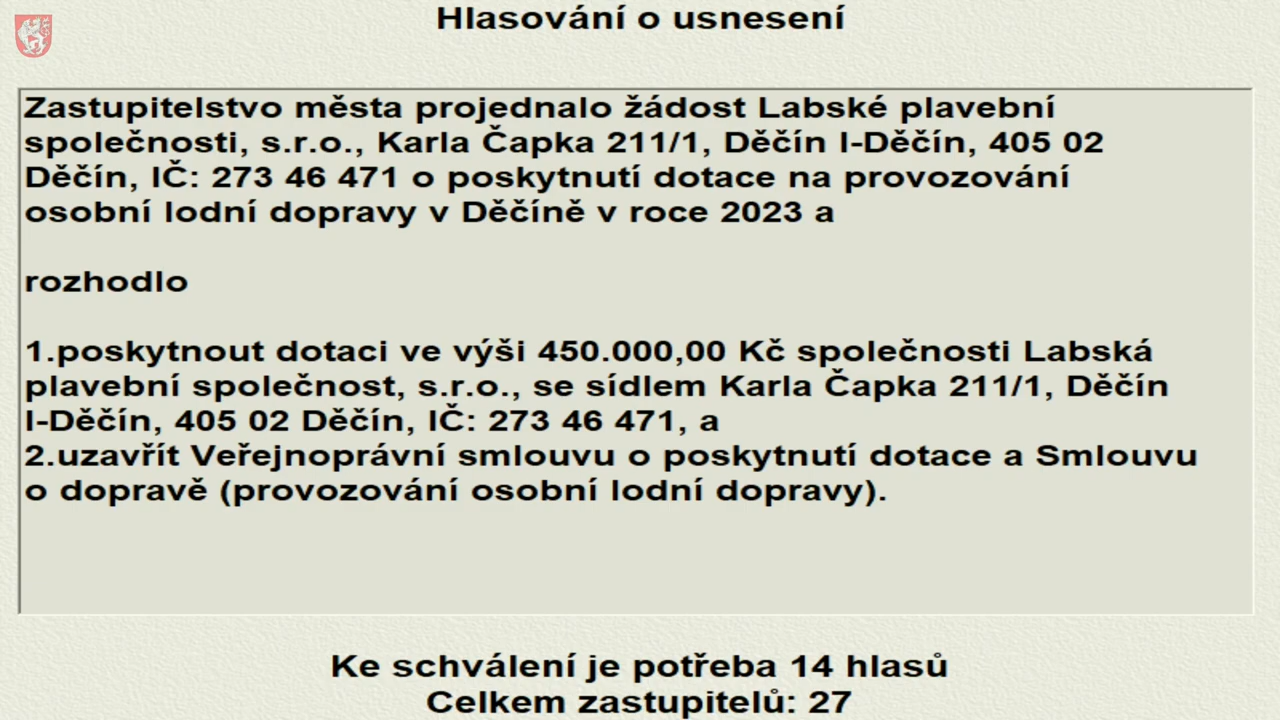 Hlasování o usnesení
Zastupitelstvo města projednalo žádost Labské plavební
společnosti, s.r.o., Karla Čapka 211/1, Děčín I-Děčín, 405 02
Děčín, IČ: 273 46 471 o poskytnutí dotace na provozování
osobní lodní dopravy v Děčíně v roce 2023 a
rozhodlo
1.poskytnout dotaci ve výši 450.000,00 Kč společnosti Labská
plavební společnost, s.r.o., se sídlem Karla Čapka 211/1, Děčín
I-Děčín, 405 02 Děčín, IČ: 273 46 471, a
2.uzavřít Veřejnoprávní smlouvu o poskytnutí dotace a Smlouvu
o dopravě (provozování osobní lodní dopravy).
Ke schválení je potřeba 14 hlasů
Celkem zastupitelů: 27